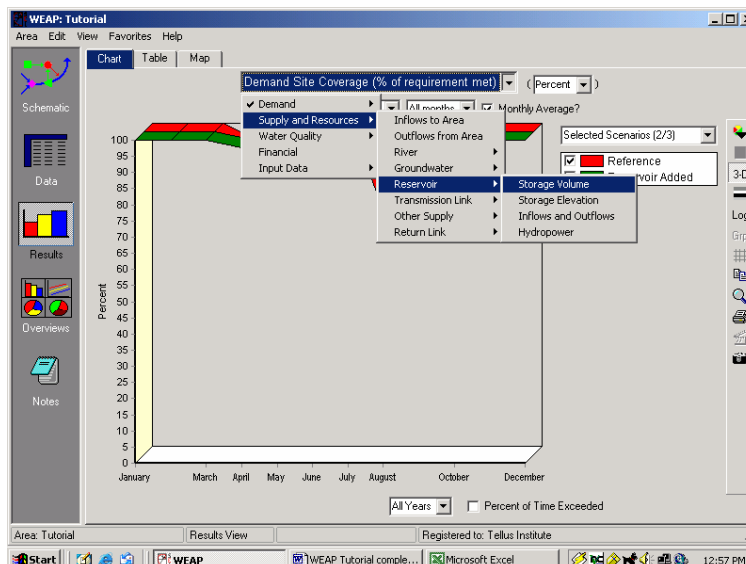 WEAP: Tutorial
Area Edit View Favorites Help
Chart Table Map
Demand Site Coverage (% of requirement met) (Percent)
All months Monthly Average?
Demand
Supply and Resources
Water Quality
Financial
Input Data
Inflows to Area
Outflows from Area
River
Groundwater
Reservoir
Transmission Link
Other Supply
Return Link
Storage Volume
Storage Elevation
Inflows and Outflows
Hydropower
Selected Scenarios (2/3)
Reference
voir Added
Schematic
Data
Results
Overviews
Notes
3-D
Log
Grp
Percent
100
95
90
85
80
75
70
65
60
55
50
45
40
35
30
25
20
15
10
5
0
January March April May June July August October December
All Years Percent of Time Exceeded
Area: Tutorial Results View Registered to: Tellus Institute
Start WEAP WEAP Tutorial comple... Microsoft Excel 12:57 PM